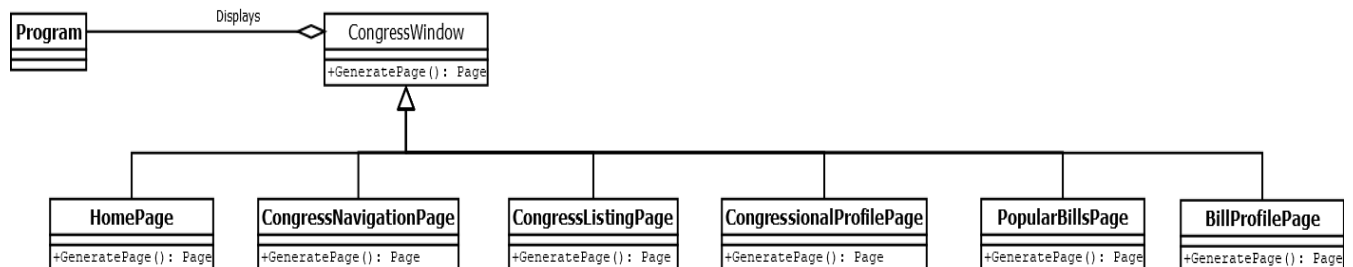 Displays
Program
CongressWindow
+GeneratePage(): Page
HomePage
+GeneratePage(): Page
CongressNavigationPage
+GeneratePage(): Page
CongressListingPage
+GeneratePage(): Page
CongressionalProfilePage
+GeneratePage(): Page
PopularBillsPage
+GeneratePage(): Page
BillProfilePage
+GeneratePage(): Page